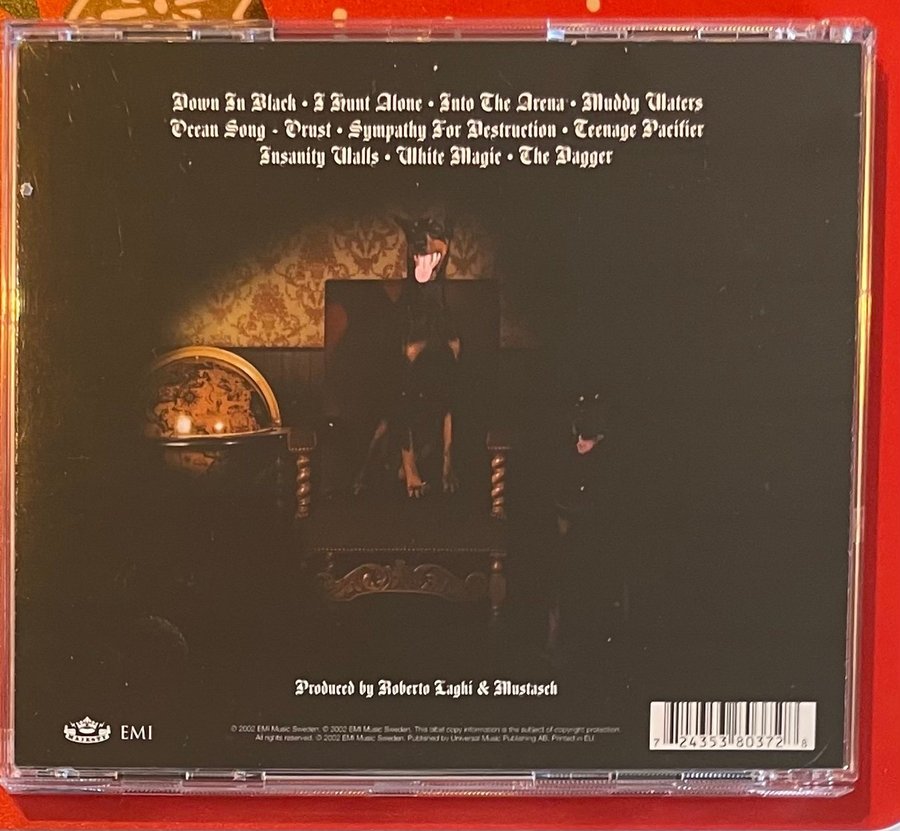 Down In Black • I Hunt Alone • Into The Arena • Muddy Waters
Ocean Song - Orust • Sympathy For Destruction • Teenage Pacifier
Insanity Walls • White Magic • The Dagger
Produced by Roberto Laghi & Mustasch
MAJESTY EMI
℗ 2002 EMI Music Sweden. © 2002 EMI Music Sweden. This label copy information is the subject of copyright protection.
All rights reserved. © 2002 EMI Music Sweden. Published by Universal Music Publishing AB. Printed in EU.
7 24353 80372 8